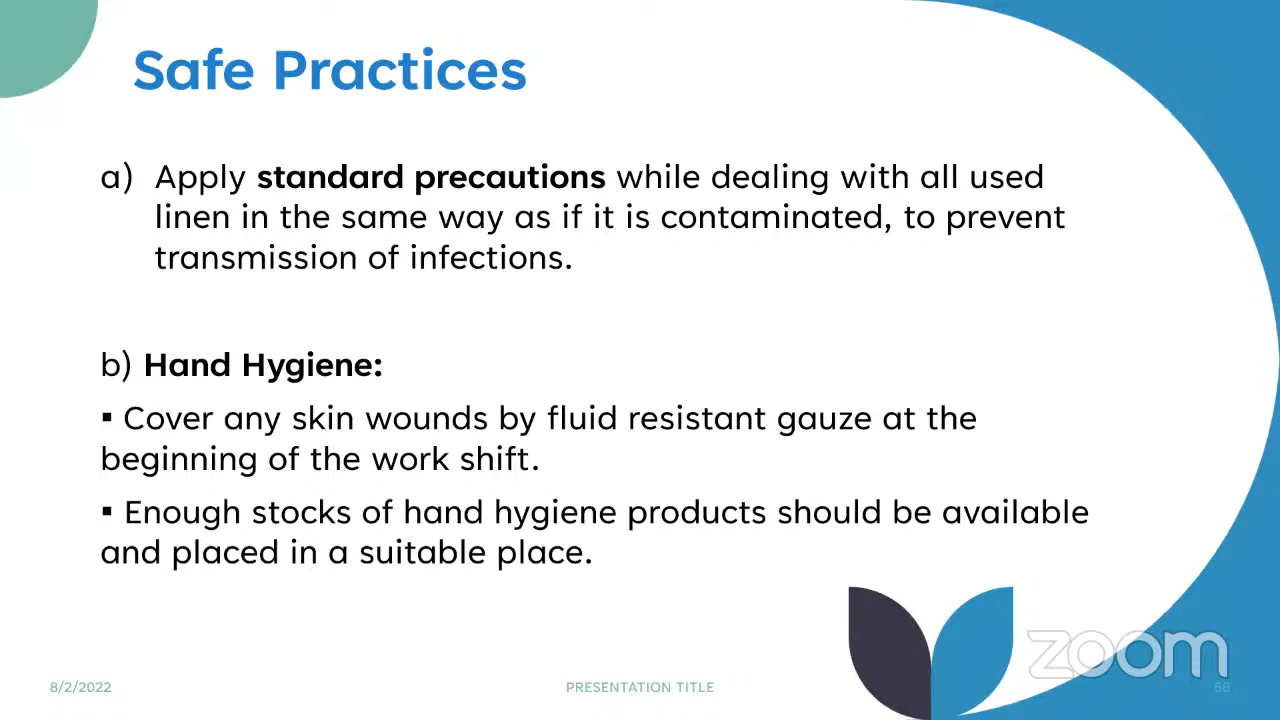 Safe Practices
a) Apply standard precautions while dealing with all used
linen in the same way as if it is contaminated, to prevent
transmission of infections.
b) Hand Hygiene:
▪ Cover any skin wounds by fluid resistant gauze at the
beginning of the work shift.
▪ Enough stocks of hand hygiene products should be available
and placed in a suitable place.
zoom
8/2/2022
PRESENTATION TITLE